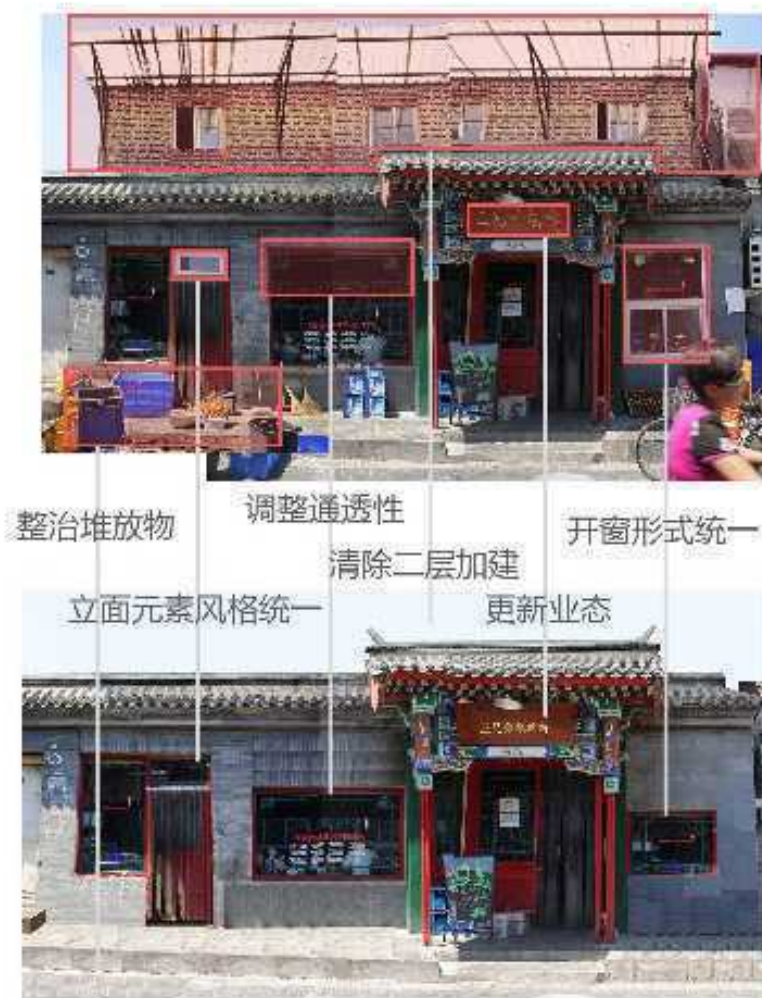 整治堆放物
调整通透性
开窗形式统一
清除二层加建
立面元素风格统一
更新业态